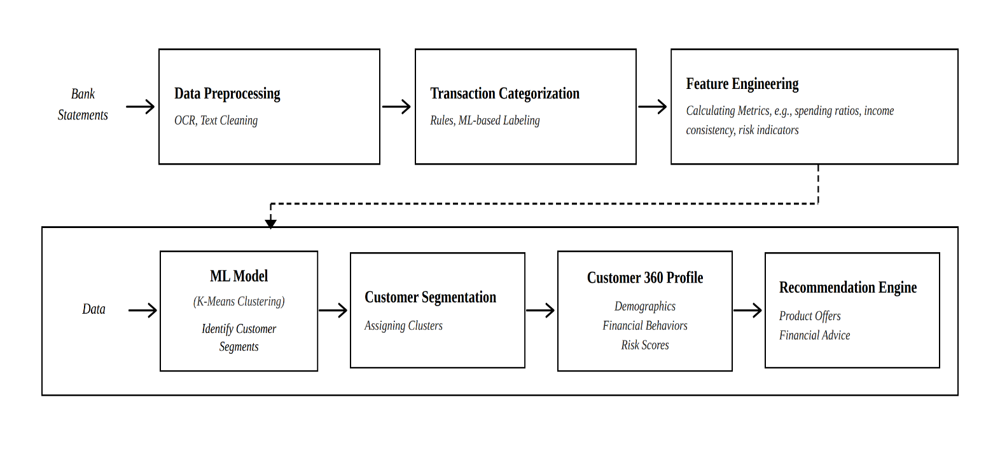 Bank
Statements
Data Preprocessing
OCR, Text Cleaning
Transaction Categorization
Rules, ML-based Labeling
Feature Engineering
Calculating Metrics, e.g., spending ratios, income
consistency, risk indicators
Data
ML Model
(K-Means Clustering)
Identify Customer
Segments
Customer Segmentation
Assigning Clusters
Customer 360 Profile
Demographics
Financial Behaviors
Risk Scores
Recommendation Engine
Product Offers
Financial Advice